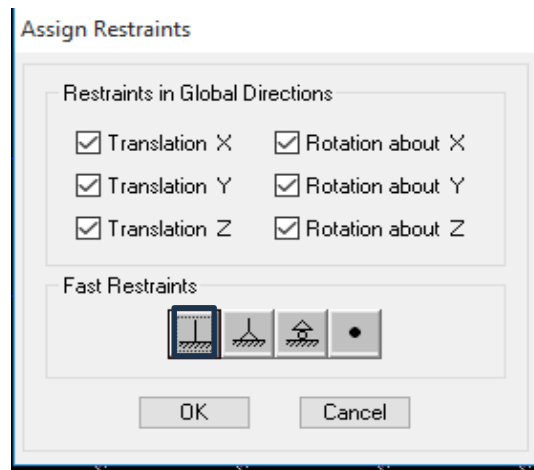 Assign Restraints
Restraints in Global Directions
Translation X
Rotation about X
Translation Y
Rotation about Y
Translation Z
Rotation about Z
Fast Restraints
OK
Cancel